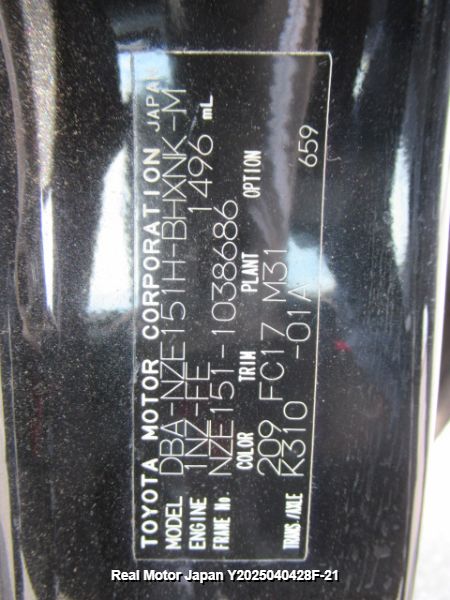 TOYOTA MOTOR CORPORATION JAPAN
MODEL DBA-NZE151H-BHXNK-M
ENGINE 1NZ-FE 1496 mL
FRAME No. NZE151-1038686
COLOR TRIM PLANT OPTION
209 FC17 M31
TRANS/AXLE K310 -01A 659
Real Motor Japan Y2025040428F-21